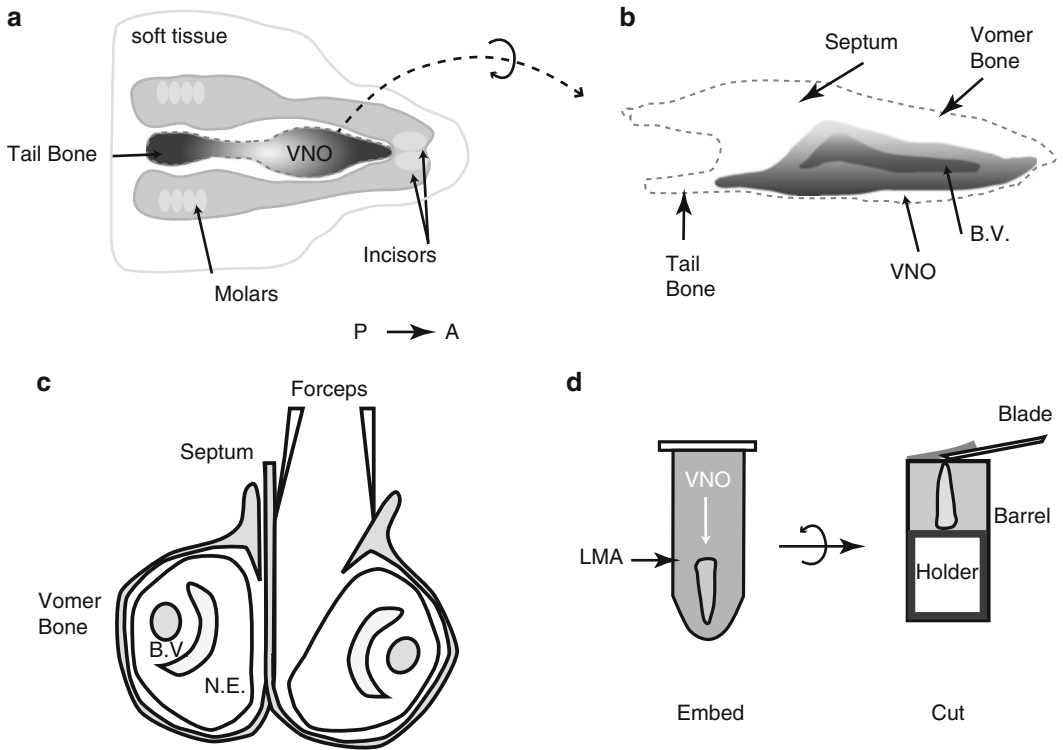 a
soft tissue
Tail Bone
VNO
Incisors
Molars
P
A
b
Septum
Vomer
Bone
B.V.
VNO
Tail
Bone
c
Forceps
Septum
Vomer
Bone
B.V.
N.E.
d
VNO
LMA
Embed
Blade
Barrel
Holder
Cut